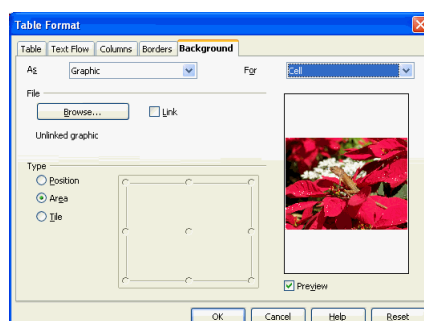 Table Format
Table Text Flow Columns Borders Background
As Graphic For Cell
File
Browse... Link
Unlinked graphic
Type
Position
Area
Tile
Preview
OK Cancel Help Reset